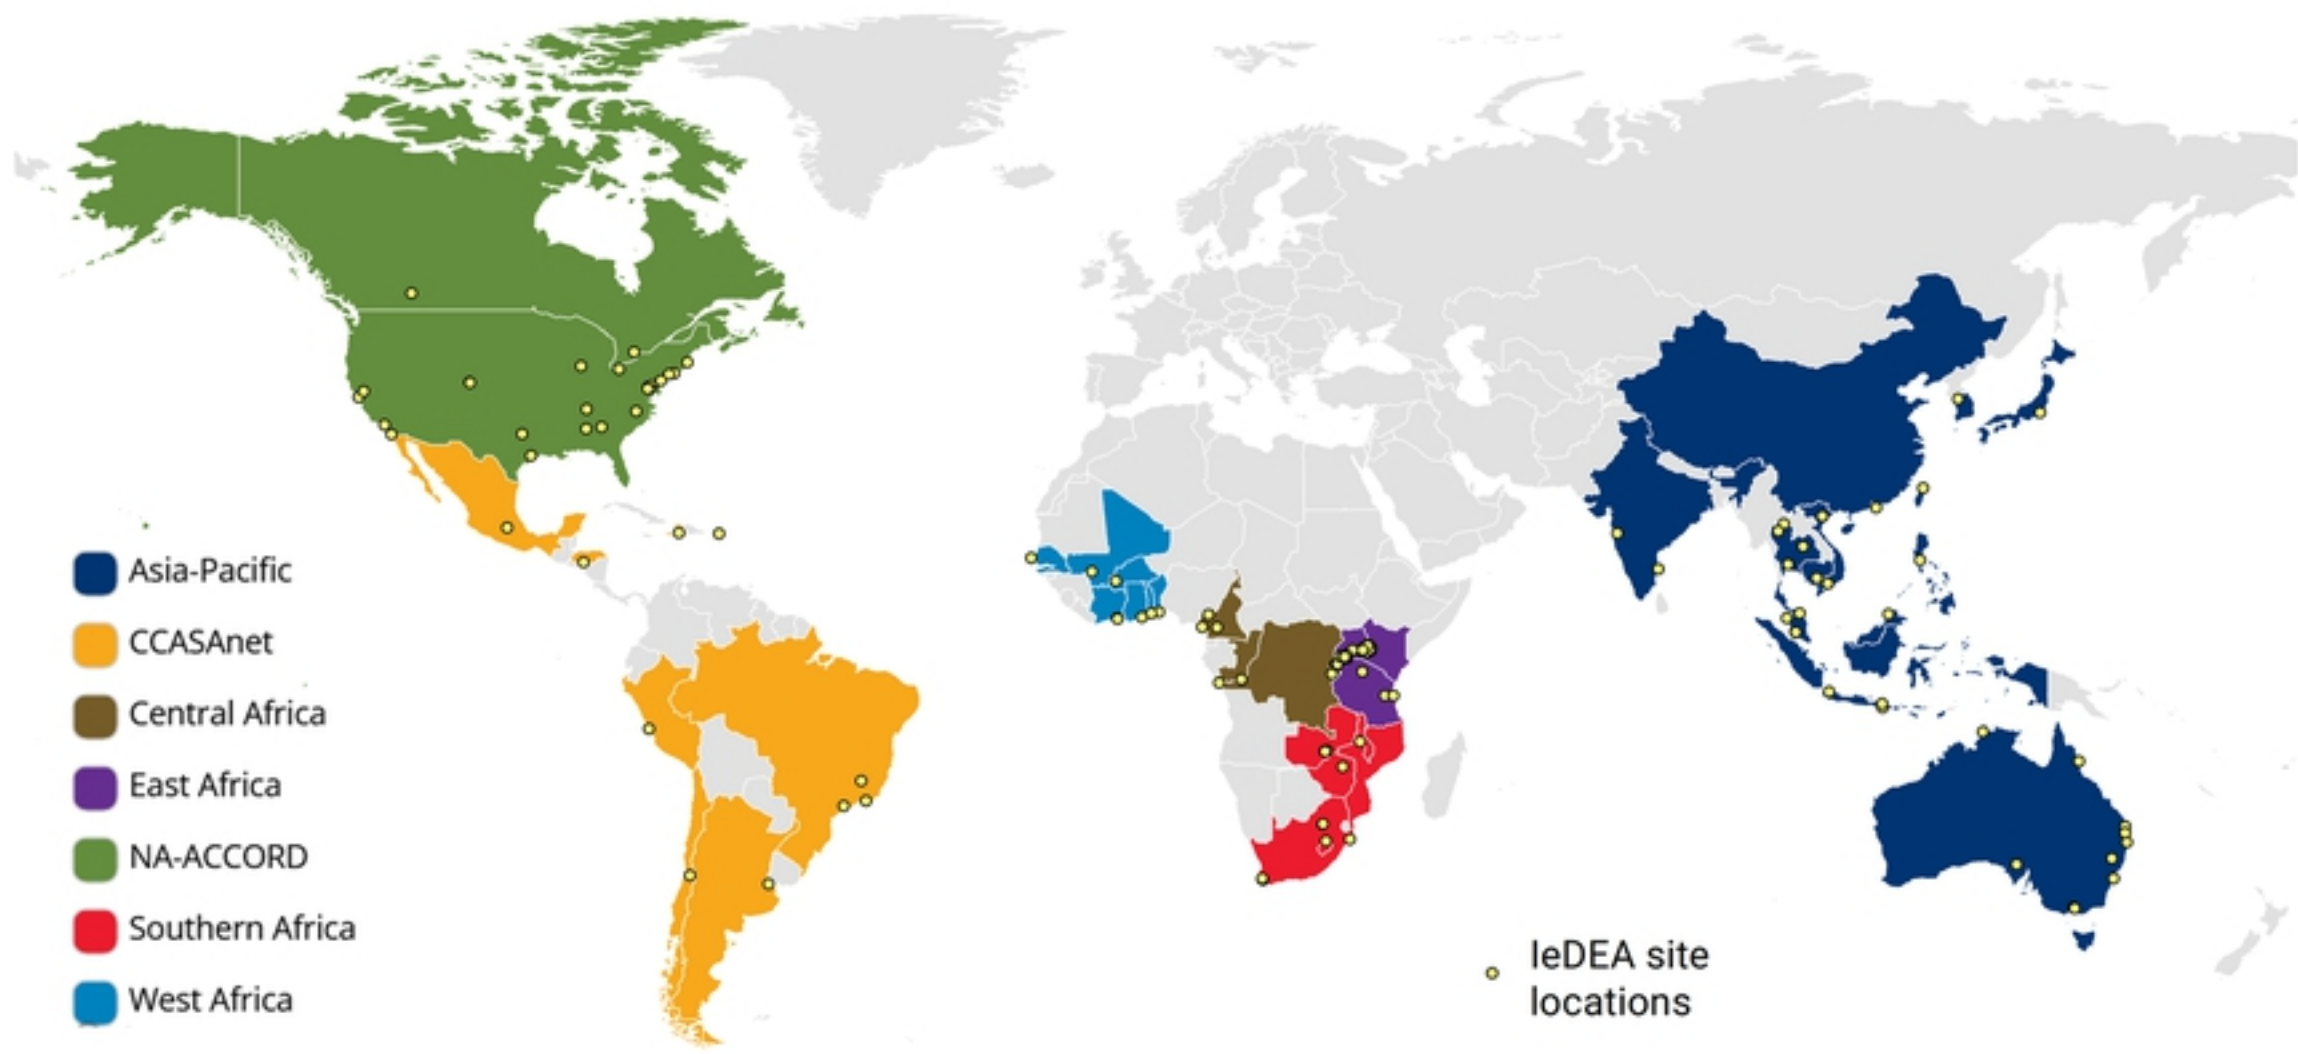 Asia-Pacific
CCASAnet
Central Africa
East Africa
NA-ACCORD
Southern Africa
West Africa
IeDEA site
locations